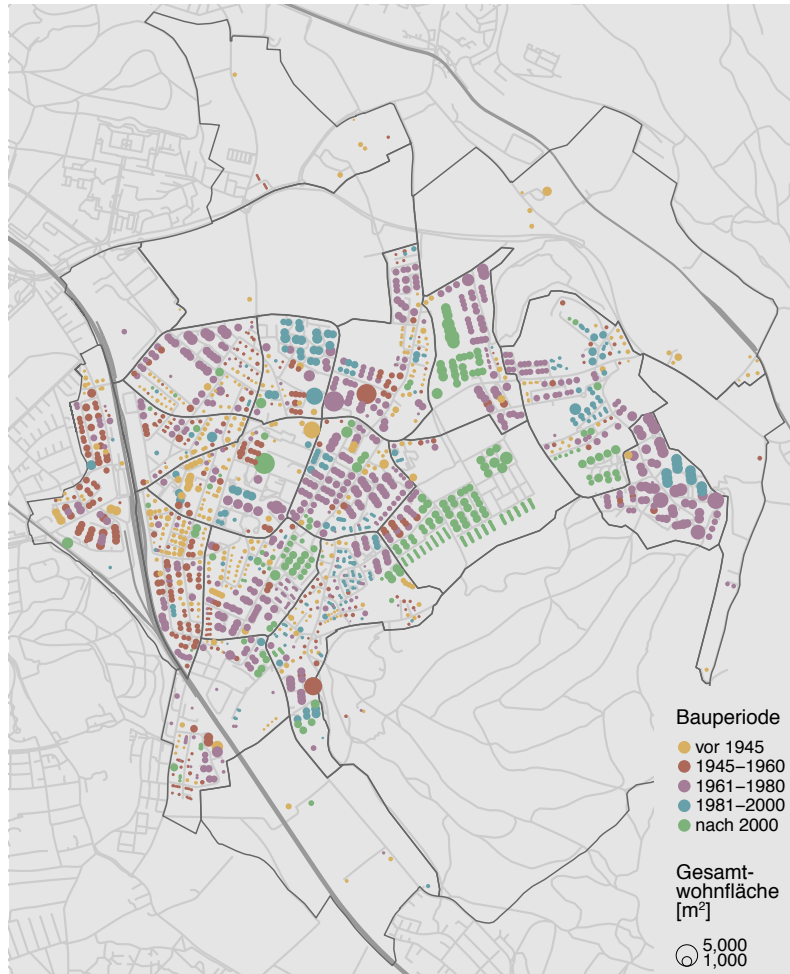 Bauperiode
vor 1945
1945–1960
1961–1980
1981–2000
nach 2000
Gesamt-
wohnfläche
[m²]
5,000
1,000